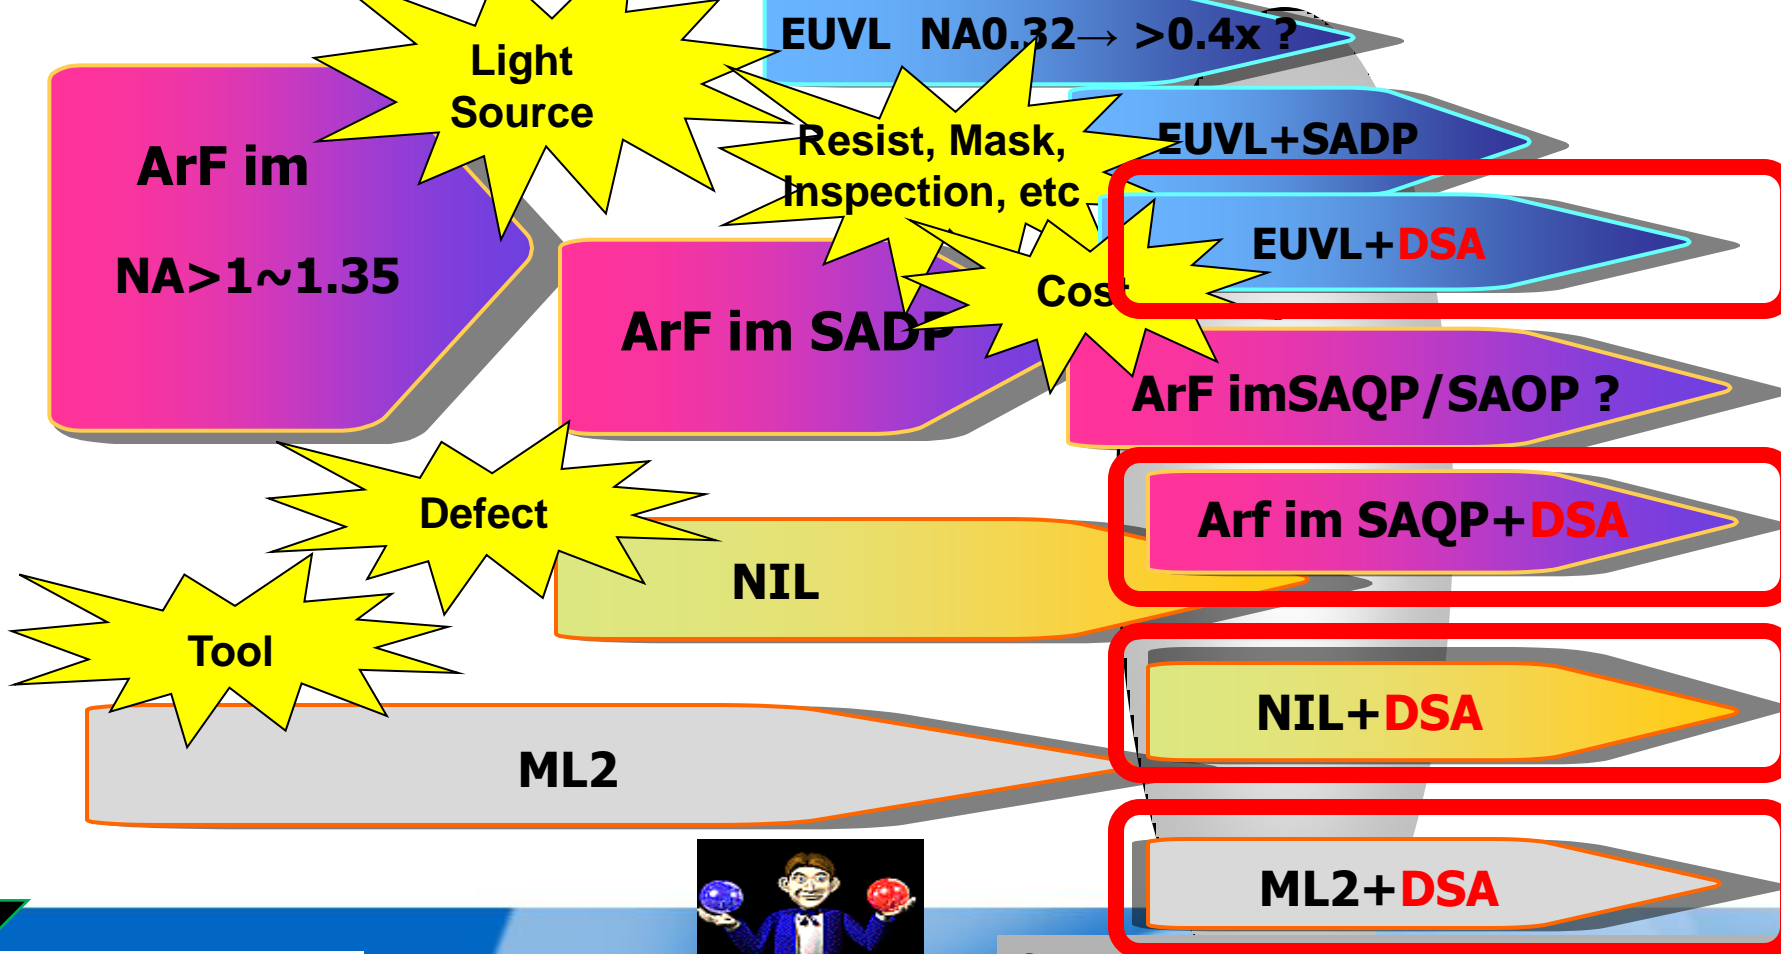 EUVL NA0.32→ >0.4x ?
Light
Source
EUVL+SADP
Resist, Mask,
Inspection, etc
ArF im
NA>1~1.35
EUVL+DSA
Cost
ArF im SADP
ArF imSAQP/SAOP ?
Arf im SAQP+DSA
Defect
NIL
Tool
NIL+DSA
ML2
ML2+DSA